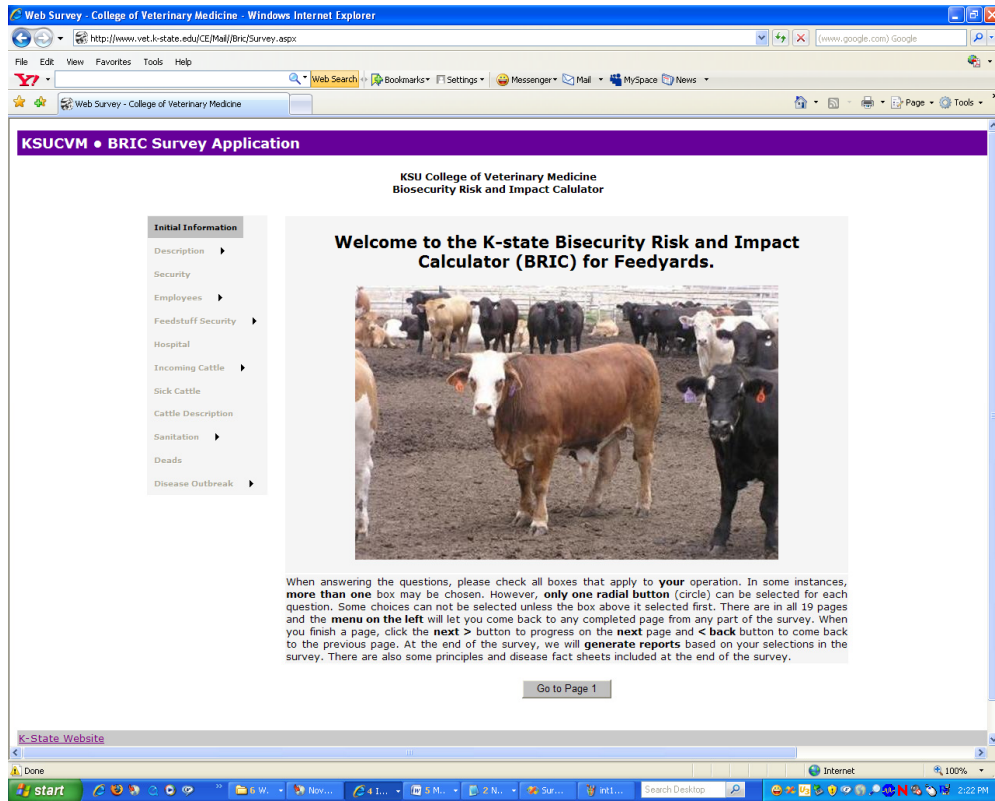 Web Survey - College of Veterinary Medicine - Windows Internet Explorer
http://www.vet.k-state.edu/CE/Mail//Bric/Survey.aspx
(www.google.com) Google
File Edit View Favorites Tools Help
Y! Web Search Bookmarks Settings Messenger Mail MySpace News
Web Survey - College of Veterinary Medicine
Page Tools
KSUCVM ● BRIC Survey Application
KSU College of Veterinary Medicine
Biosecurity Risk and Impact Calulator
Initial Information
Description
Security
Employees
Feedstuff Security
Hospital
Incoming Cattle
Sick Cattle
Cattle Description
Sanitation
Deads
Disease Outbreak
Welcome to the K-state Bisecurity Risk and Impact
Calculator (BRIC) for Feedyards.
When answering the questions, please check all boxes that apply to your operation. In some instances,
more than one box may be chosen. However, only one radial button (circle) can be selected for each
question. Some choices can not be selected unless the box above it selected first. There are in all 19 pages
and the menu on the left will let you come back to any completed page from any part of the survey. When
you finish a page, click the next > button to progress on the next page and < back button to come back
to the previous page. At the end of the survey, we will generate reports based on your selections in the
survey. There are also some principles and disease fact sheets included at the end of the survey.
Go to Page 1
K-State Website
Done
Internet
100%
start
6 W...
Nov...
4 I...
5 M...
2 N...
Sur...
int1...
Search Desktop
2:22 PM